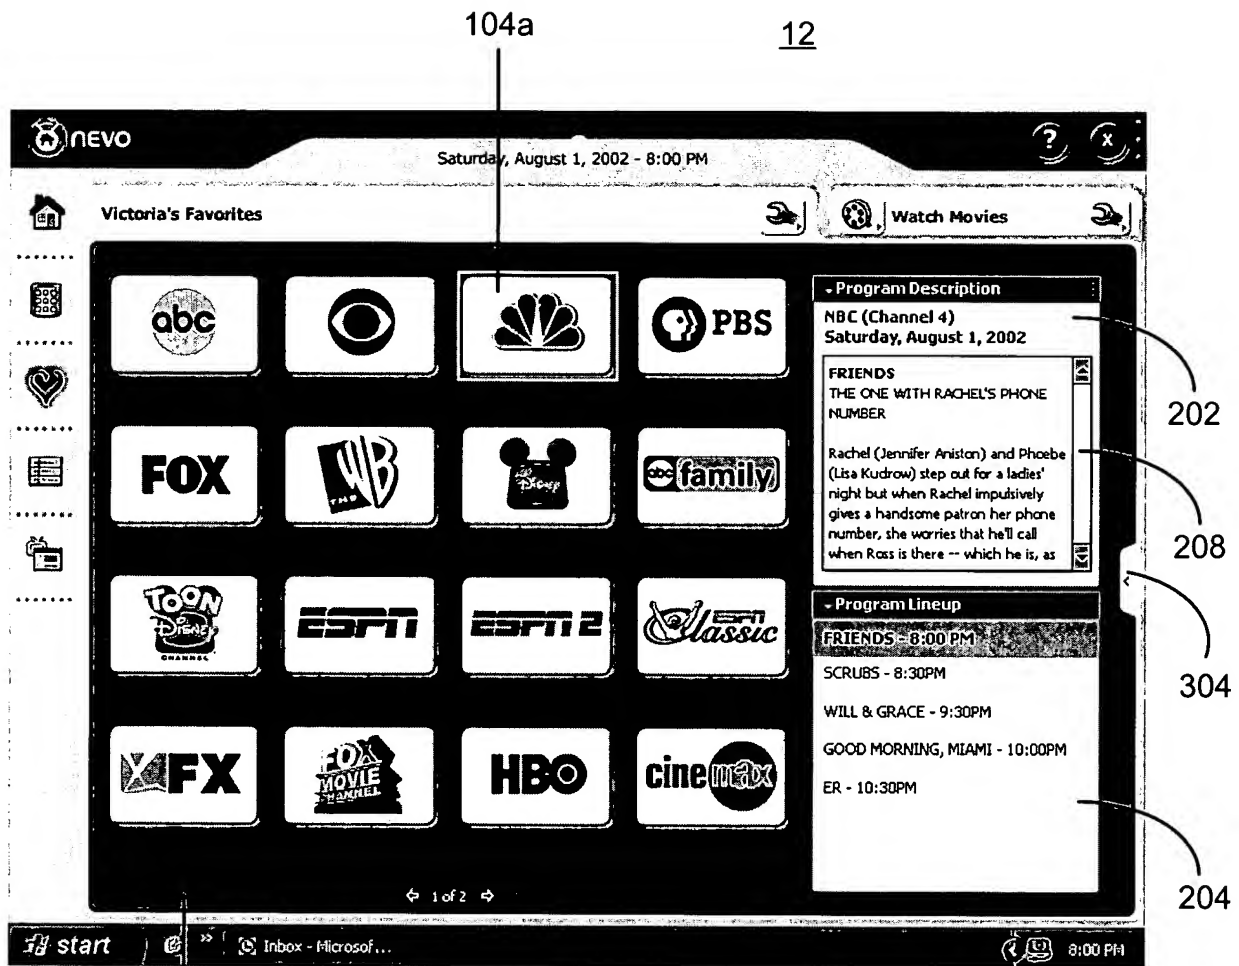 104a
12
nevo
? x
Saturday, August 1, 2002 - 8:00 PM
Victoria's Favorites
Watch Movies
abc
PBS
Program Description
NBC (Channel 4)
Saturday, August 1, 2002
FRIENDS
THE ONE WITH RACHEL'S PHONE
NUMBER
Rachel (Jennifer Aniston) and Phoebe
(Lisa Kudrow) step out for a ladies'
night but when Rachel impulsively
gives a handsome patron her phone
number, she worries that he'll call
when Ross is there -- which he is, as
202
208
FOX
THE WB
Disney
abc family
TOON
DISNEY
CHANNEL
ESPN
ESPN 2
ESPN
Classic
304
Program Lineup
FRIENDS - 8:00 PM
SCRUBS - 8:30PM
WILL & GRACE - 9:30PM
GOOD MORNING, MIAMI - 10:00PM
ER - 10:30PM
204
FX
FOX
MOVIE
CHANNEL
HBO
cinemax
1 of 2
start
» Inbox - Microsof...
8:00 PM